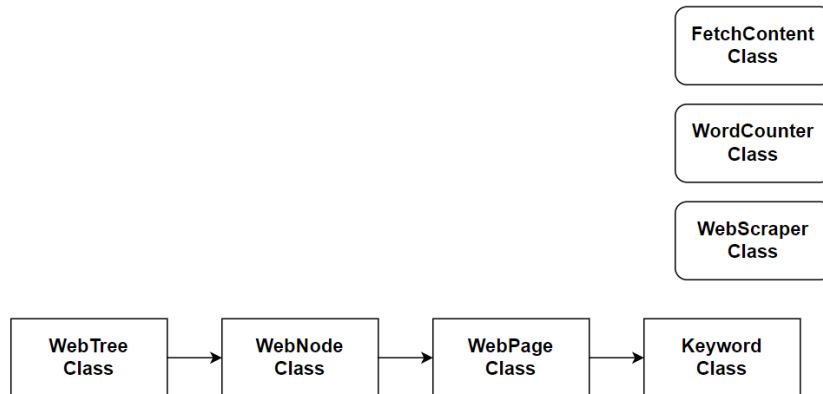 FetchContent
Class
WordCounter
Class
WebScraper
Class
WebTree
Class
WebNode
Class
WebPage
Class
Keyword
Class